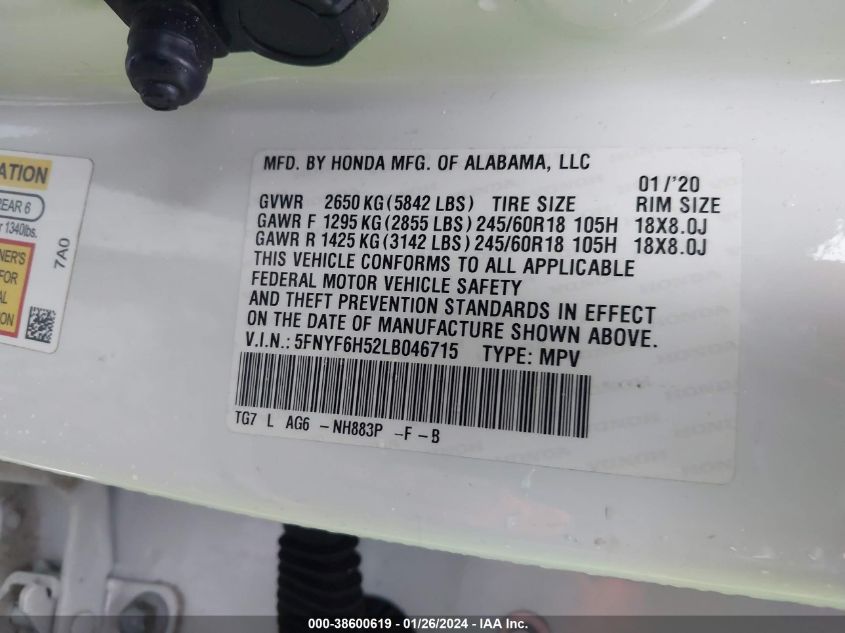 MFD. BY HONDA MFG. OF ALABAMA, LLC
01/'20
GVWR 2650 KG (5842 LBS) TIRE SIZE RIM SIZE
GAWR F 1295 KG (2855 LBS) 245/60R18 105H 18X8.0J
GAWR R 1425 KG (3142 LBS) 245/60R18 105H 18X8.0J
THIS VEHICLE CONFORMS TO ALL APPLICABLE
FEDERAL MOTOR VEHICLE SAFETY
AND THEFT PREVENTION STANDARDS IN EFFECT
ON THE DATE OF MANUFACTURE SHOWN ABOVE.
V.I.N.: 5FNYF6H52LB046715 TYPE: MPV
TG7 L AG6 -NH883P -F -B
REAR 6
1340lbs.
7A0
FOR
000-38600619 - 01/26/2024 - IAA Inc.